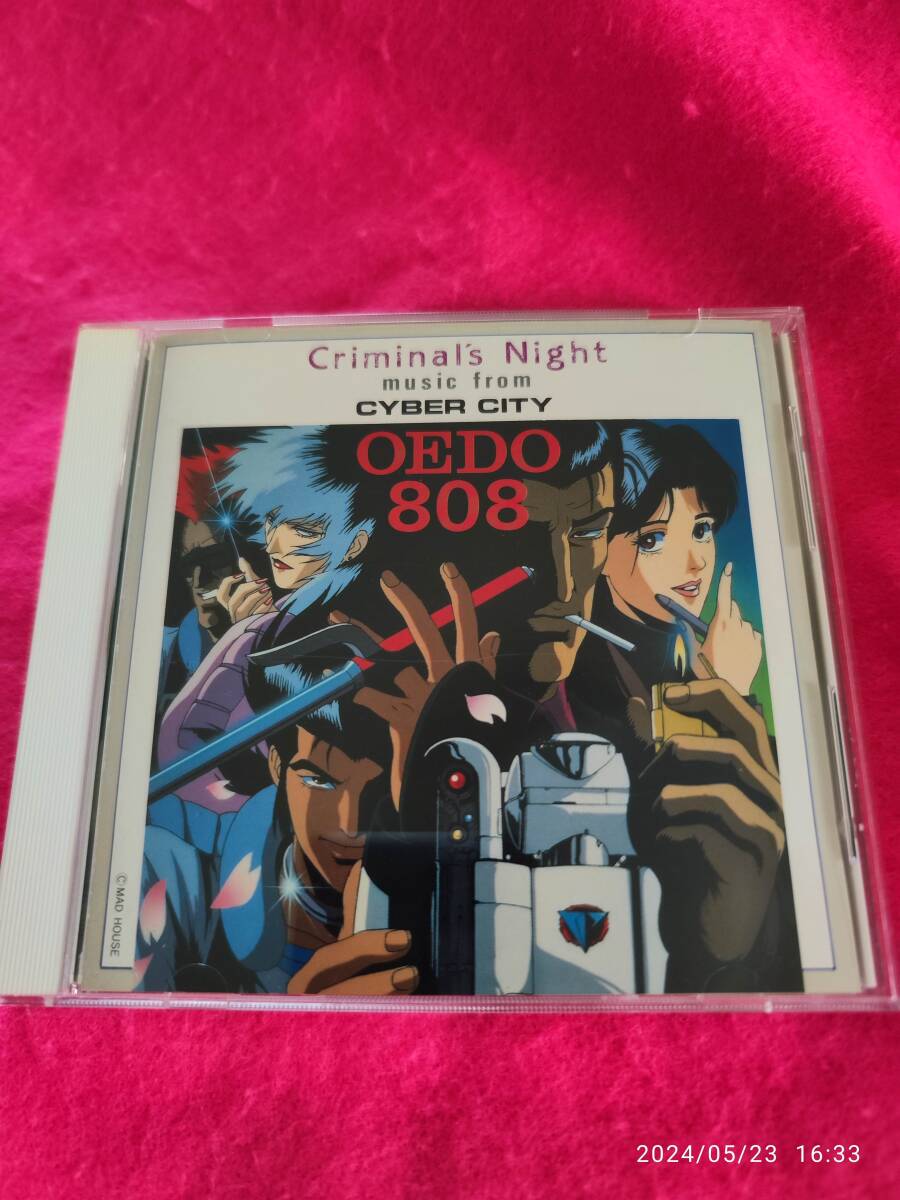 Criminal's Night
music from
CYBER CITY
OEDO
808
© MAD HOUSE
2024/05/23 16:33